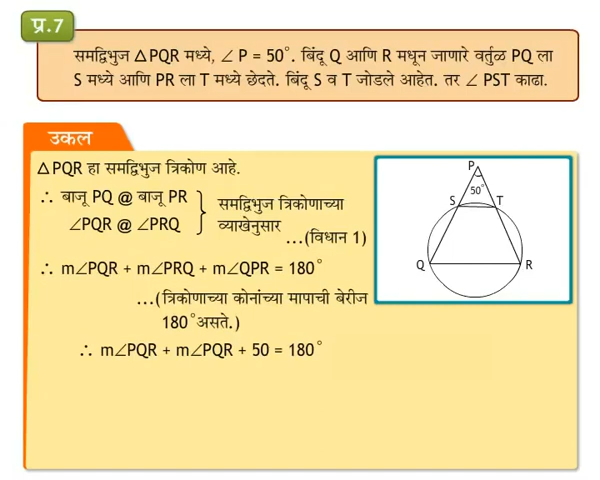 प्र.7
समद्विभुज △PQR मध्ये, ∠ P = 50°. बिंदू Q आणि R मधून जाणारे वर्तुळ PQ ला
S मध्ये आणि PR ला T मध्ये छेदते. बिंदू S व T जोडले आहेत. तर ∠ PST काढा.
उकल
△PQR हा समद्विभुज त्रिकोण आहे.
∴ बाजू PQ @ बाजू PR
∠PQR @ ∠PRQ
समद्विभुज त्रिकोणाच्या
व्याखेनुसार
...(विधान 1)
∴ m∠PQR + m∠PRQ + m∠QPR = 180°
...(त्रिकोणाच्या कोनांच्या मापाची बेरीज
180°असते.)
∴ m∠PQR + m∠PQR + 50 = 180°
P
50°
S T
Q R